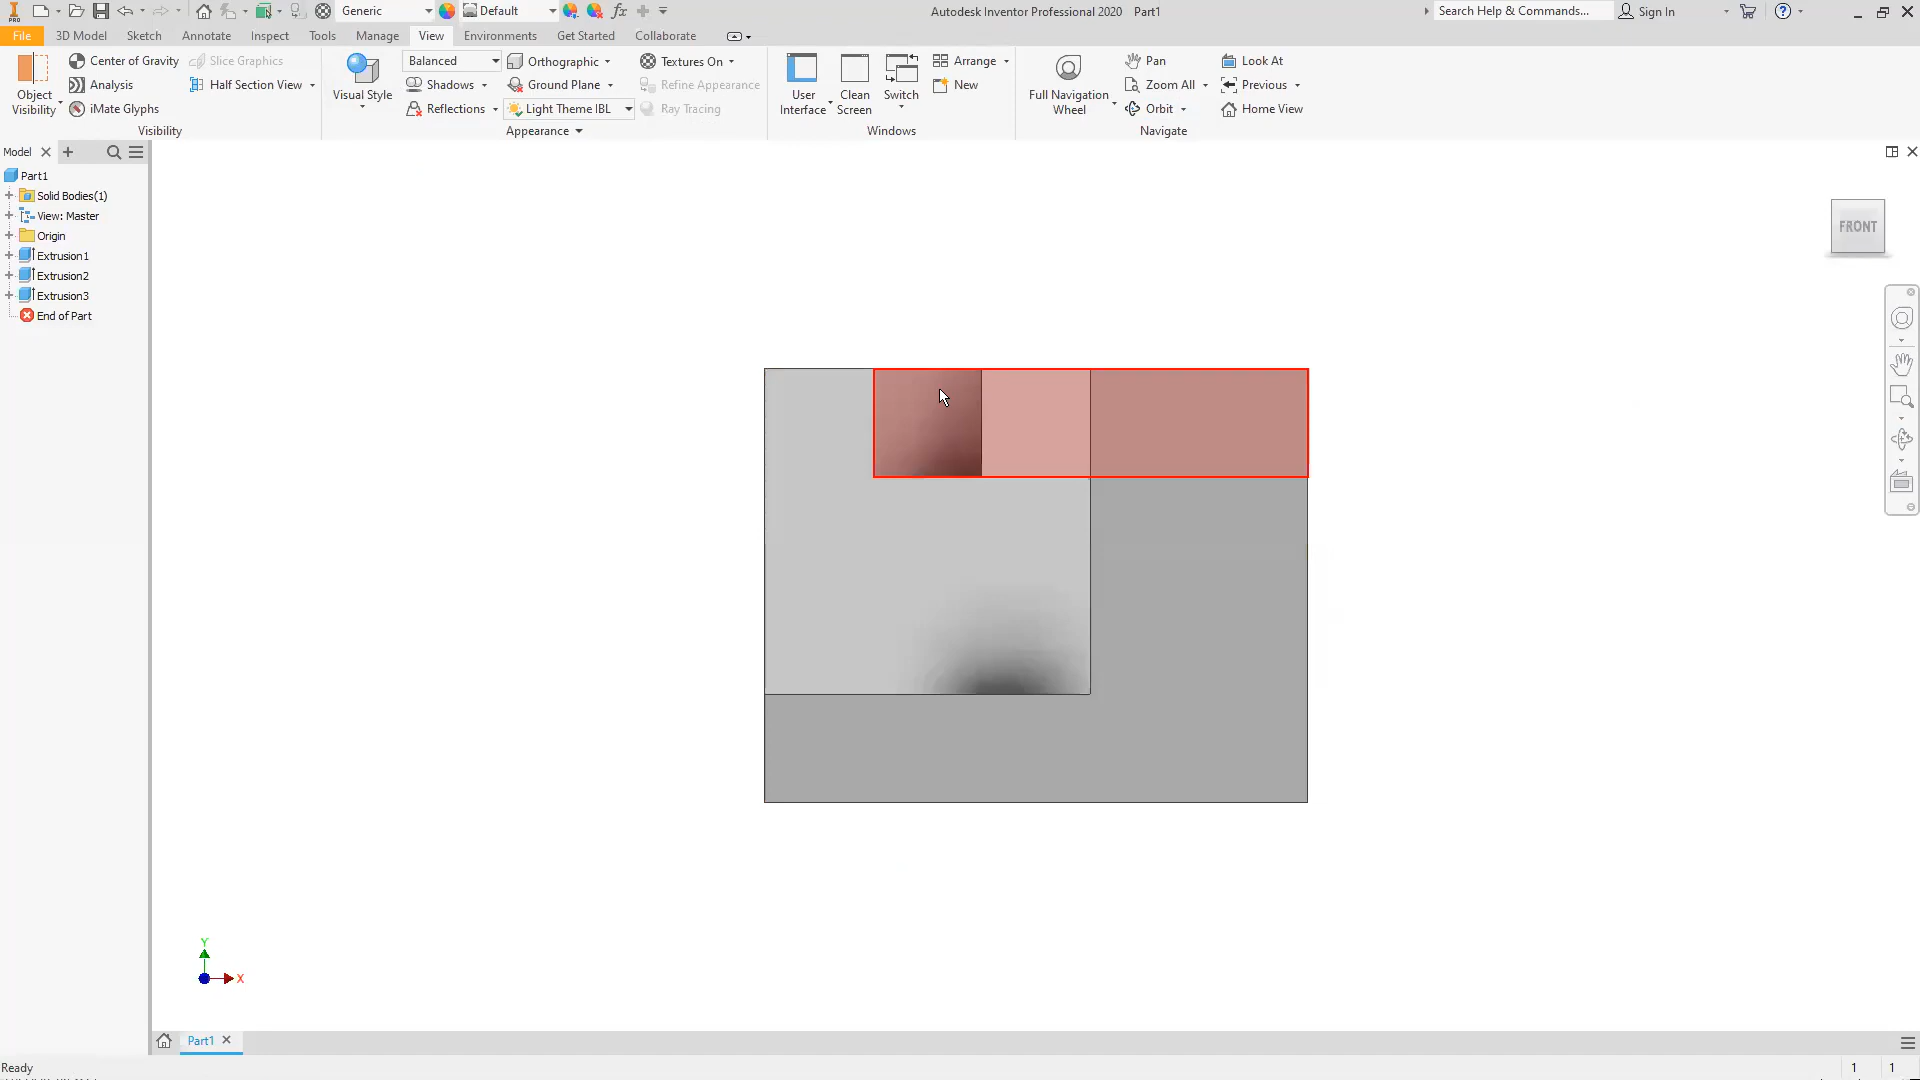 Generic
Default
fx
Autodesk Inventor Professional 2020 Part1
Search Help & Commands...
Sign In
File 3D Model Sketch Annotate Inspect Tools Manage View Environments Get Started Collaborate
Object Visibility
Center of Gravity
Analysis
iMate Glyphs
Slice Graphics
Half Section View
Visibility
Visual Style
Balanced
Shadows
Reflections
Orthographic
Ground Plane
Light Theme IBL
Textures On
Refine Appearance
Ray Tracing
Appearance
User Interface
Clean Screen
Switch
Arrange
New
Windows
Full Navigation Wheel
Pan
Zoom All
Orbit
Look At
Previous
Home View
Navigate
Model
Part1
Solid Bodies(1)
View: Master
Origin
Extrusion1
Extrusion2
Extrusion3
End of Part
FRONT
Y
X
Part1
Ready
1 1